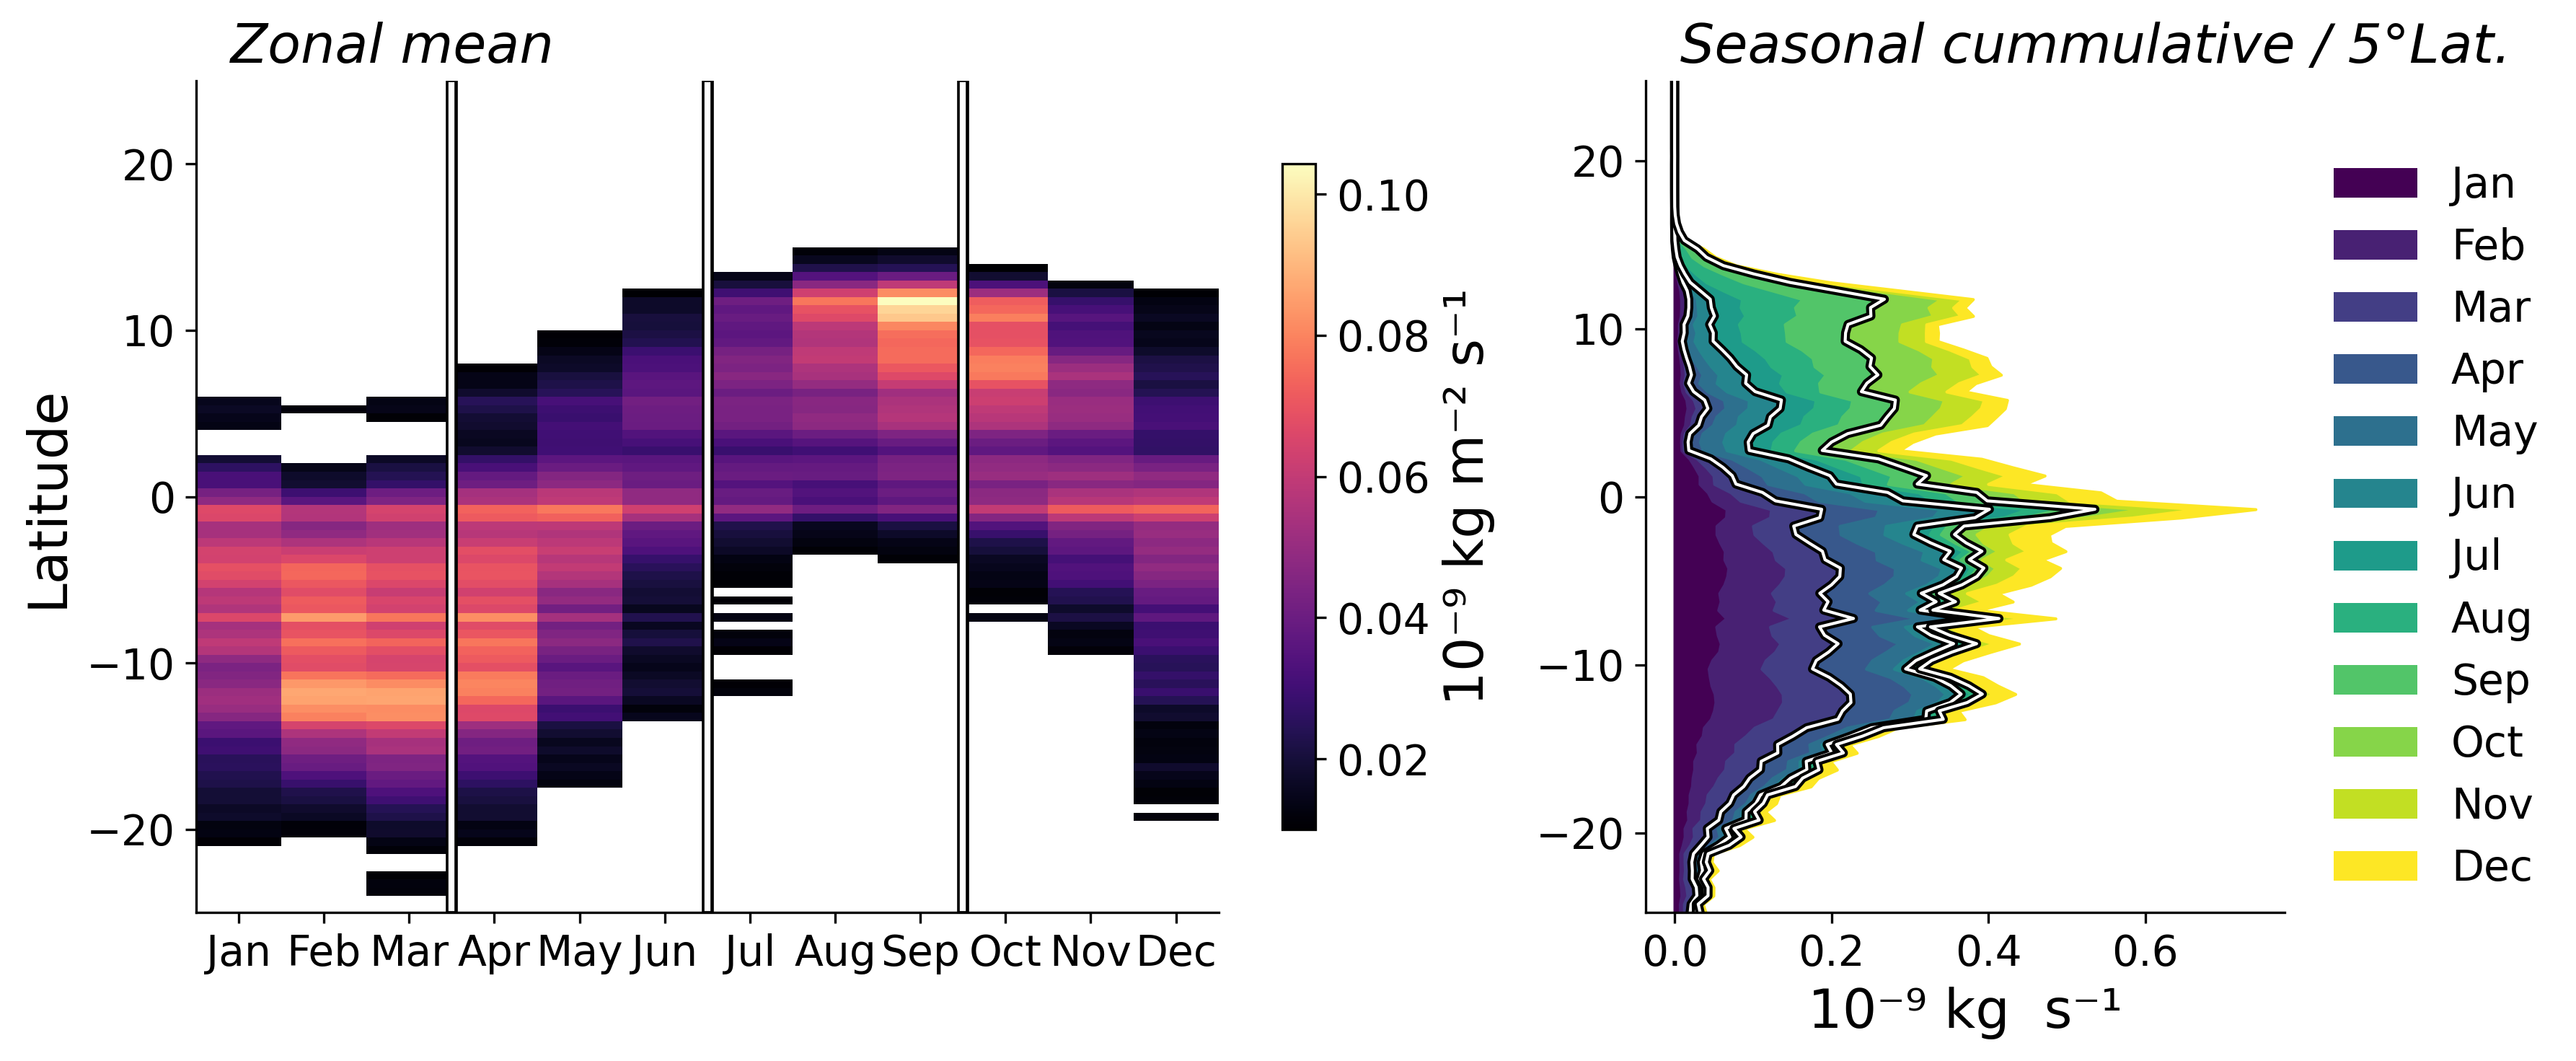 Zonal mean
Latitude
20
10
0
−10
−20
Jan Feb Mar Apr May Jun Jul Aug Sep Oct Nov Dec
0.10
0.08
0.06
0.04
0.02
10⁻⁹ kg m⁻² s⁻¹
Seasonal cummulative / 5°Lat.
20
10
0
−10
−20
0.0 0.2 0.4 0.6
10⁻⁹ kg  s⁻¹
Jan
Feb
Mar
Apr
May
Jun
Jul
Aug
Sep
Oct
Nov
Dec